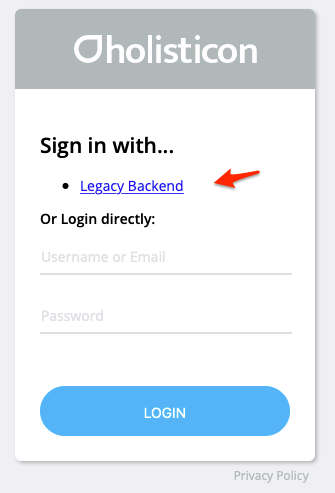 holisticon
Sign in with...
Legacy Backend
Or Login directly:
Username or Email
Password
LOGIN
Privacy Policy